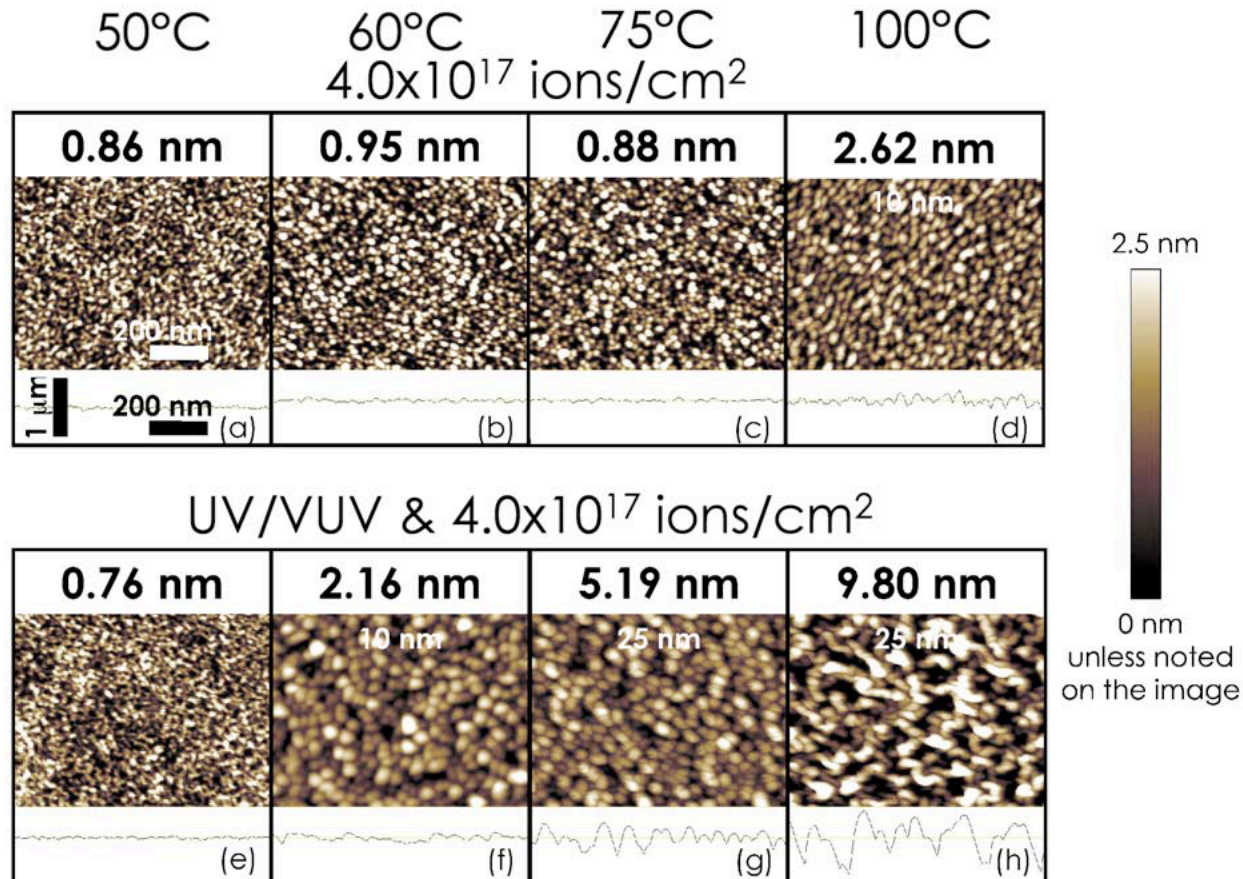 50°C 60°C 75°C 100°C
4.0x10¹⁷ ions/cm²
0.86 nm 0.95 nm 0.88 nm 2.62 nm
10 nm
200 nm
1 µm 200 nm
(a) (b) (c) (d)
UV/VUV & 4.0x10¹⁷ ions/cm²
0.76 nm 2.16 nm 5.19 nm 9.80 nm
10 nm 25 nm 25 nm
(e) (f) (g) (h)
2.5 nm
0 nm
unless noted
on the image